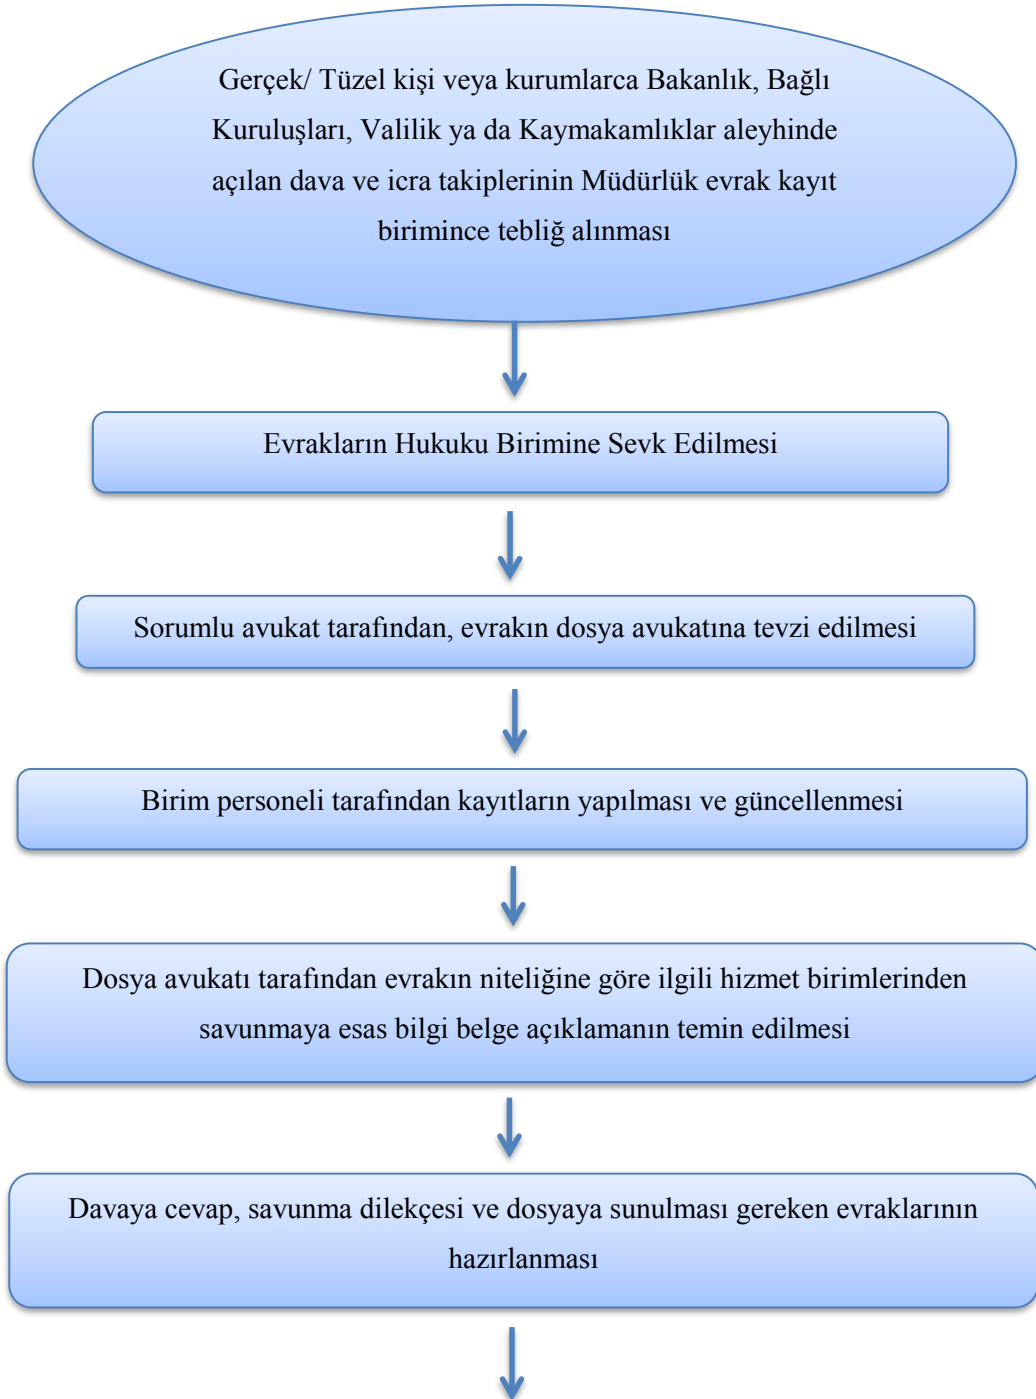 Gerçek/ Tüzel kişi veya kurumlarca Bakanlık, Bağlı
Kuruluşları, Valilik ya da Kaymakamlıklar aleyhinde
açılan dava ve icra takiplerinin Müdürlük evrak kayıt
birimince tebliğ alınması
Evrakların Hukuku Birimine Sevk Edilmesi
Sorumlu avukat tarafından, evrakın dosya avukatına tevzi edilmesi
Birim personeli tarafından kayıtların yapılması ve güncellenmesi
Dosya avukatı tarafından evrakın niteliğine göre ilgili hizmet birimlerinden
savunmaya esas bilgi belge açıklamanın temin edilmesi
Davaya cevap, savunma dilekçesi ve dosyaya sunulması gereken evraklarının
hazırlanması